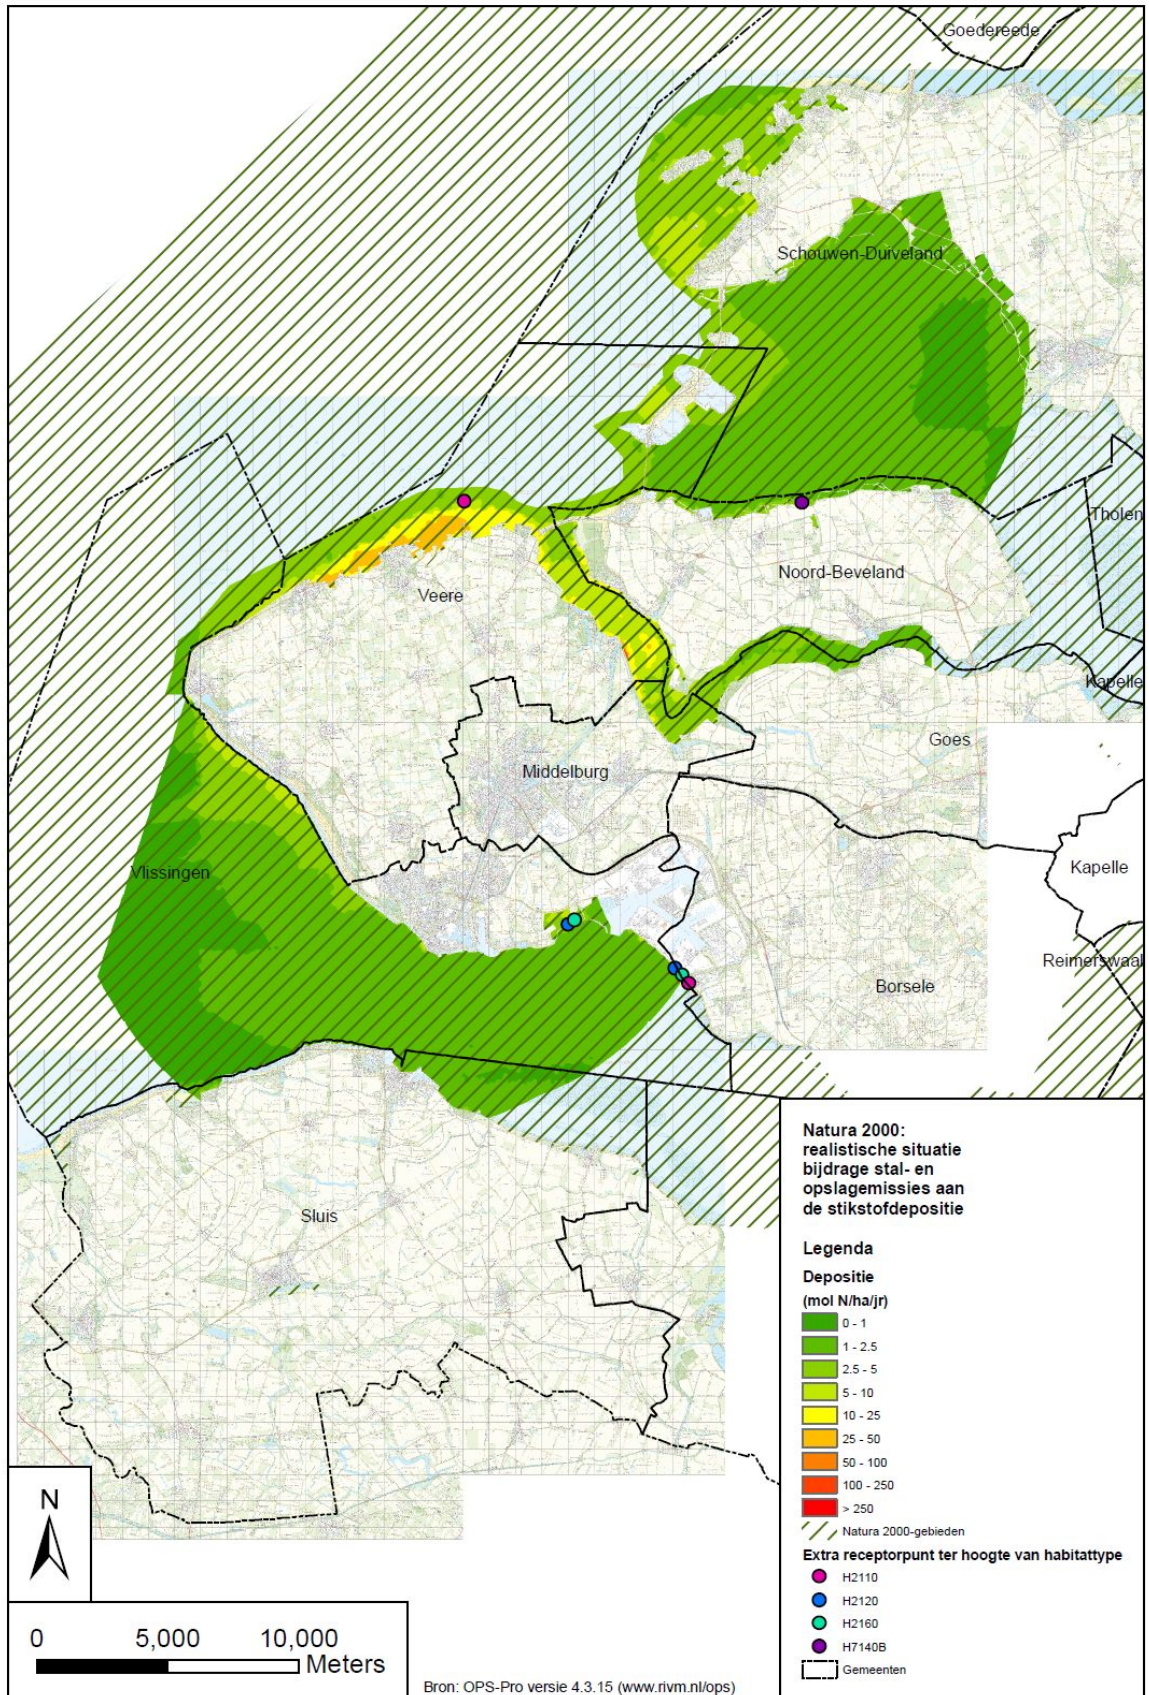 Goedereede
Schouwen-Duiveland
Tholen
Noord-Beveland
Veere
Kapelle
Goes
Middelburg
Kapelle
Vlissingen
Reimerswaal
Borsele
Sluis
Natura 2000:
realistische situatie
bijdrage stal- en
opslagemissies aan
de stikstofdepositie
Legenda
Depositie
(mol N/ha/jr)
0 - 1
1 - 2.5
2.5 - 5
5 - 10
10 - 25
25 - 50
50 - 100
100 - 250
> 250
Natura 2000-gebieden
Extra receptorpunt ter hoogte van habitattype
H2110
H2120
H2160
H7140B
Gemeenten
N
0 5,000 10,000
Meters
Bron: OPS-Pro versie 4.3.15 (www.rivm.nl/ops)